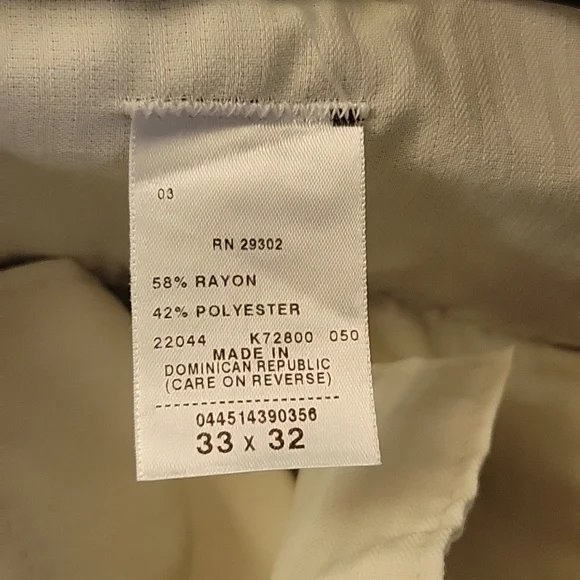 03
RN 29302
58% RAYON
42% POLYESTER
22044 K72800 050
MADE IN
DOMINICAN REPUBLIC
(CARE ON REVERSE)
044514390356
33 x 32